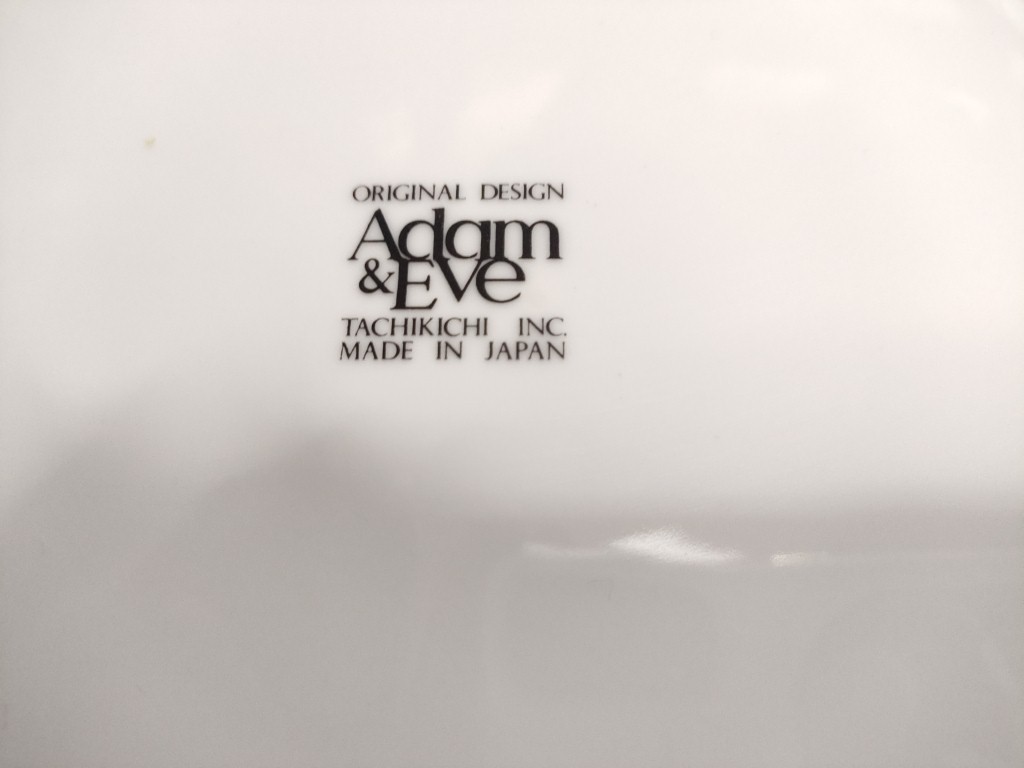 ORIGINAL DESIGN
Adam
& Eve
TACHIKICHI INC.
MADE IN JAPAN